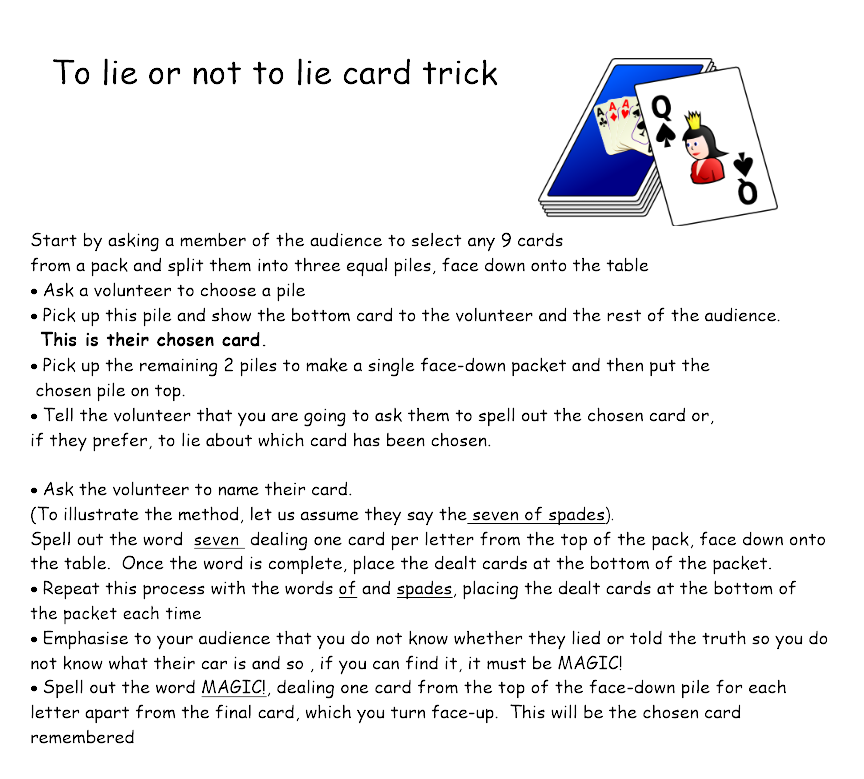 To lie or not to lie card trick
A A A
Q
Q
Start by asking a member of the audience to select any 9 cards
from a pack and split them into three equal piles, face down onto the table
• Ask a volunteer to choose a pile
• Pick up this pile and show the bottom card to the volunteer and the rest of the audience.
This is their chosen card.
• Pick up the remaining 2 piles to make a single face-down packet and then put the
chosen pile on top.
• Tell the volunteer that you are going to ask them to spell out the chosen card or,
if they prefer, to lie about which card has been chosen.
• Ask the volunteer to name their card.
(To illustrate the method, let us assume they say the seven of spades).
Spell out the word seven dealing one card per letter from the top of the pack, face down onto
the table. Once the word is complete, place the dealt cards at the bottom of the packet.
• Repeat this process with the words of and spades, placing the dealt cards at the bottom of
the packet each time
• Emphasise to your audience that you do not know whether they lied or told the truth so you do
not know what their car is and so , if you can find it, it must be MAGIC!
• Spell out the word MAGIC!, dealing one card from the top of the face-down pile for each
letter apart from the final card, which you turn face-up. This will be the chosen card
remembered